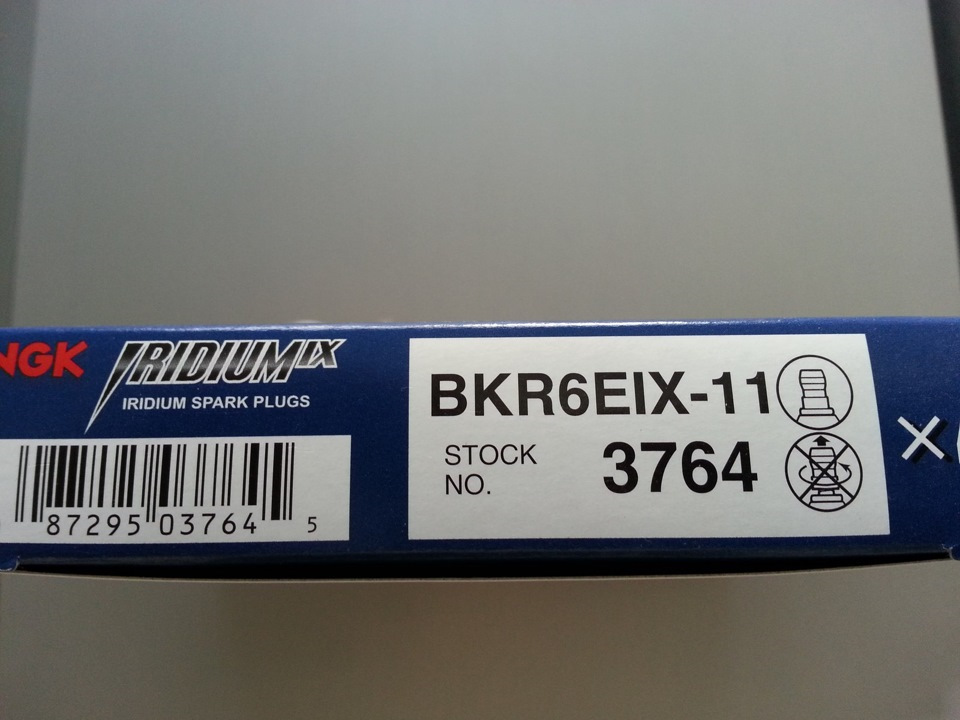 NGK IRIDIUM IX
IRIDIUM SPARK PLUGS
87295 03764 5
BKR6EIX-11
STOCK
NO. 3764
X